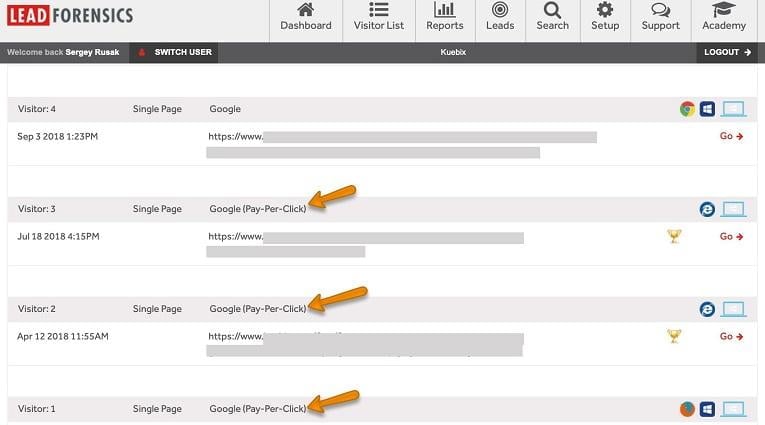 LEAD FORENSICS
Dashboard Visitor List Reports Leads Search Setup Support Academy
Welcome back Sergey Rusak SWITCH USER Kuebix LOGOUT
Visitor: 4 Single Page Google
Sep 3 2018 1:23PM https://www. Go
Visitor: 3 Single Page Google (Pay-Per-Click)
Jul 18 2018 4:15PM https://www. Go
Visitor: 2 Single Page Google (Pay-Per-Click)
Apr 12 2018 11:55AM https://www. Go
Visitor: 1 Single Page Google (Pay-Per-Click)